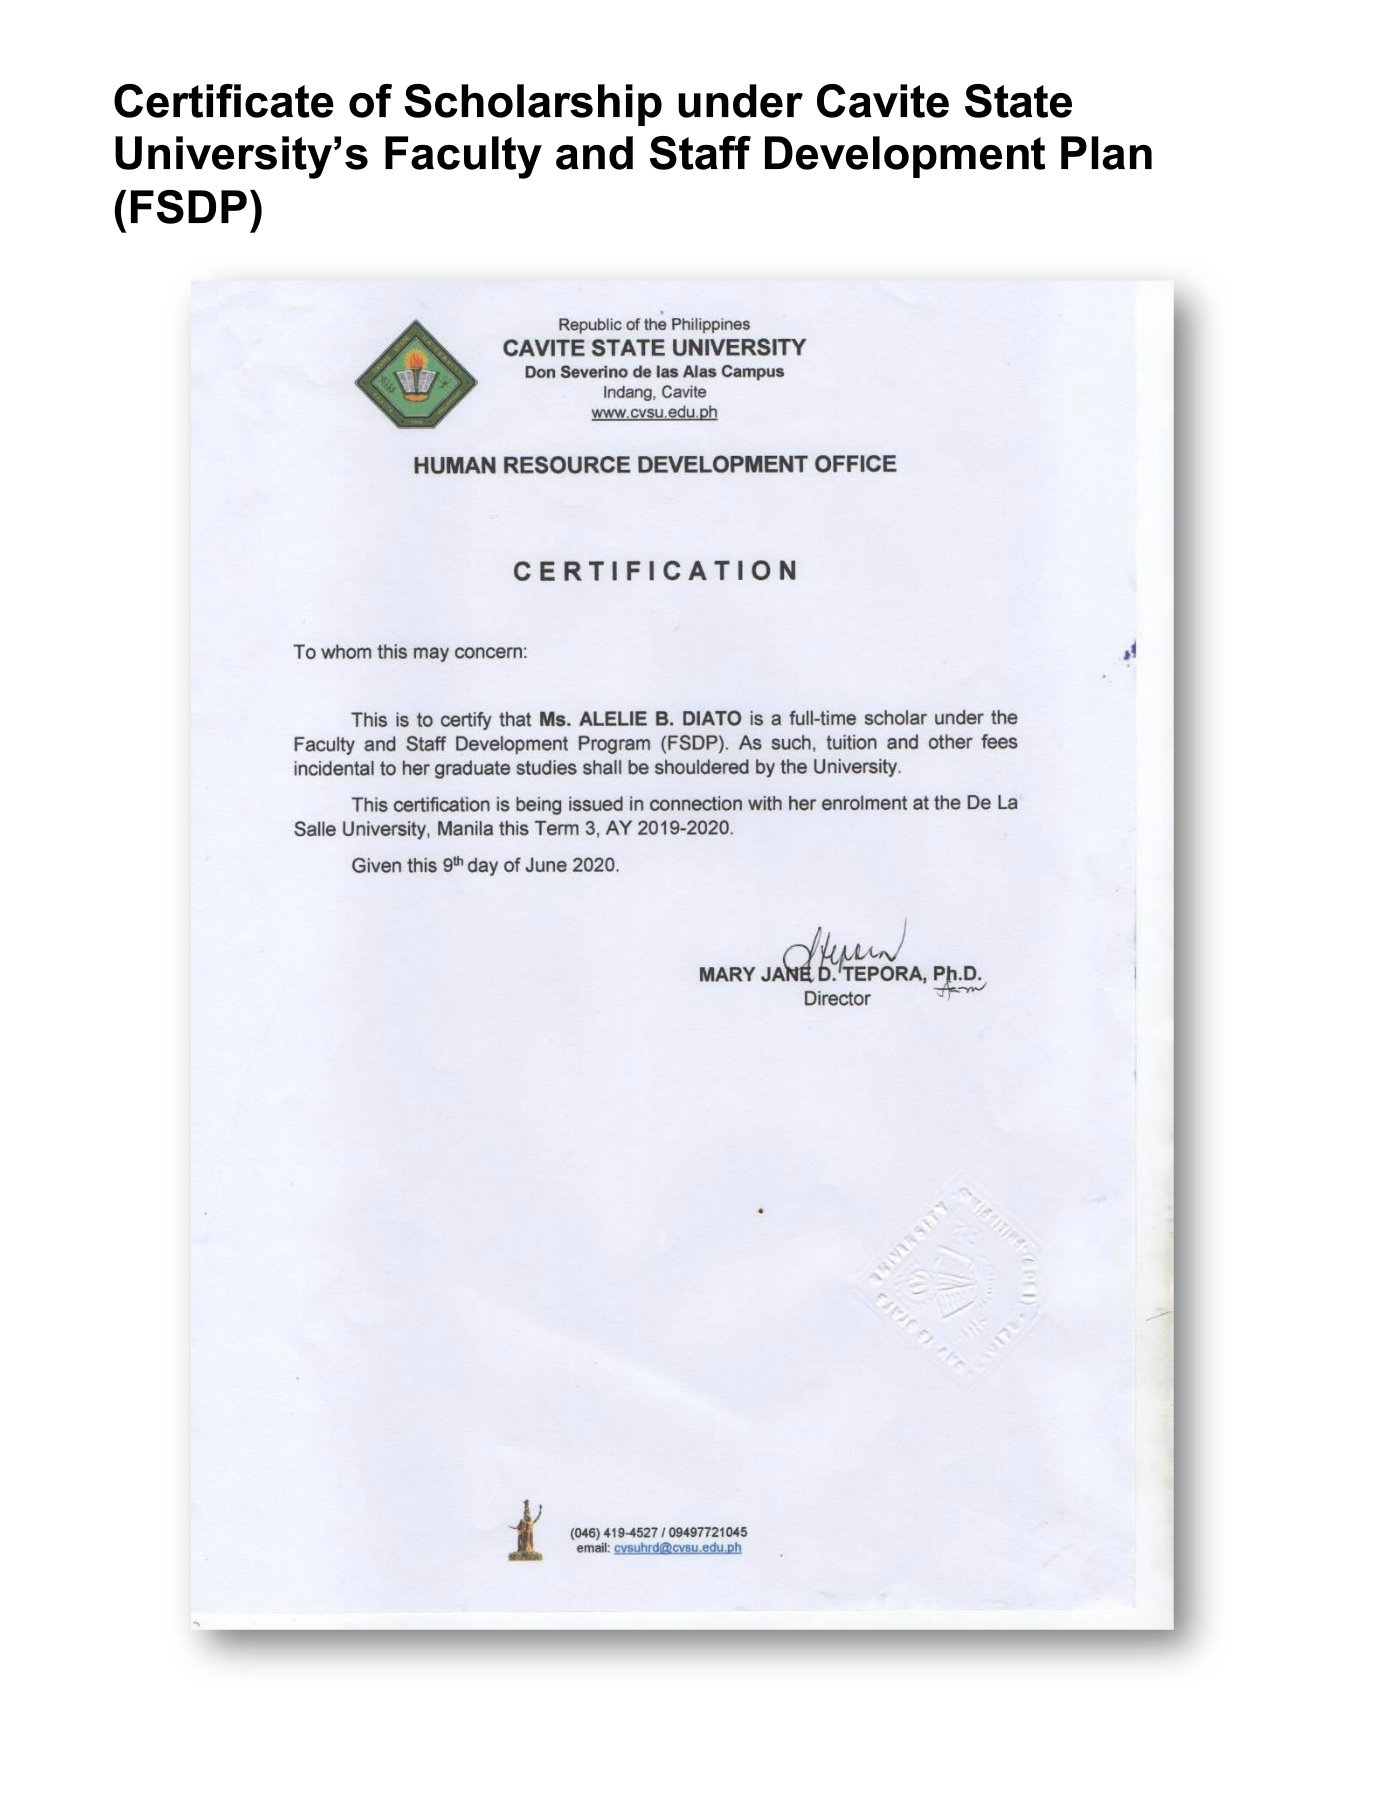 Certificate of Scholarship under Cavite State
University’s Faculty and Staff Development Plan
(FSDP)
Republic of the Philippines
CAVITE STATE UNIVERSITY
Don Severino de las Alas Campus
Indang, Cavite
www.cvsu.edu.ph
HUMAN RESOURCE DEVELOPMENT OFFICE
CERTIFICATION
To whom this may concern:
This is to certify that Ms. ALELIE B. DIATO is a full-time scholar under the
Faculty and Staff Development Program (FSDP). As such, tuition and other fees
incidental to her graduate studies shall be shouldered by the University.
This certification is being issued in connection with her enrolment at the De La
Salle University, Manila this Term 3, AY 2019-2020.
Given this 9th day of June 2020.
MARY JANE D. TEPORA, Ph.D.
Director
(046) 419-4527 / 09497721045
email: cvsuhrd@cvsu.edu.ph